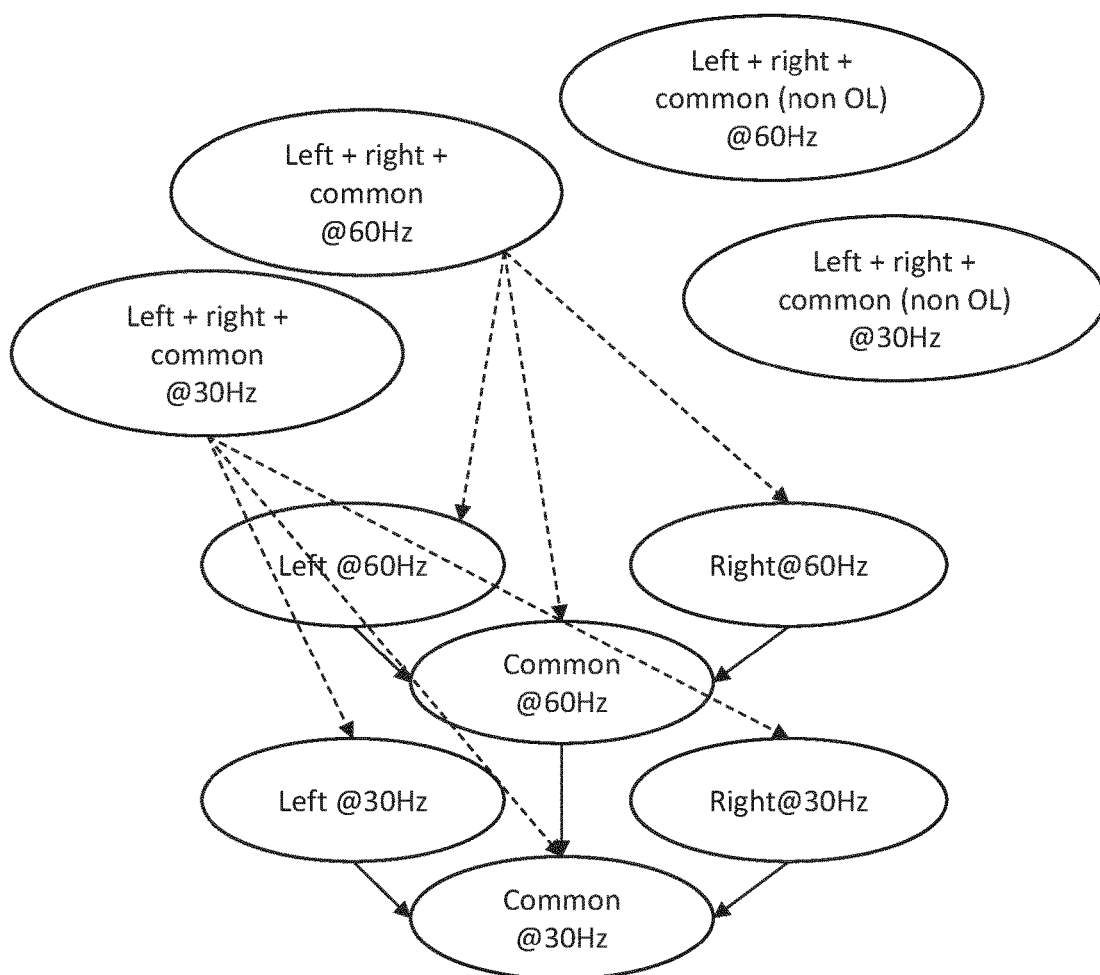 Left + right +
common (non OL)
@60Hz
Left + right +
common
@60Hz
Left + right +
common (non OL)
@30Hz
Left + right +
common
@30Hz
Left @60Hz
Right@60Hz
Common
@60Hz
Left @30Hz
Right@30Hz
Common
@30Hz